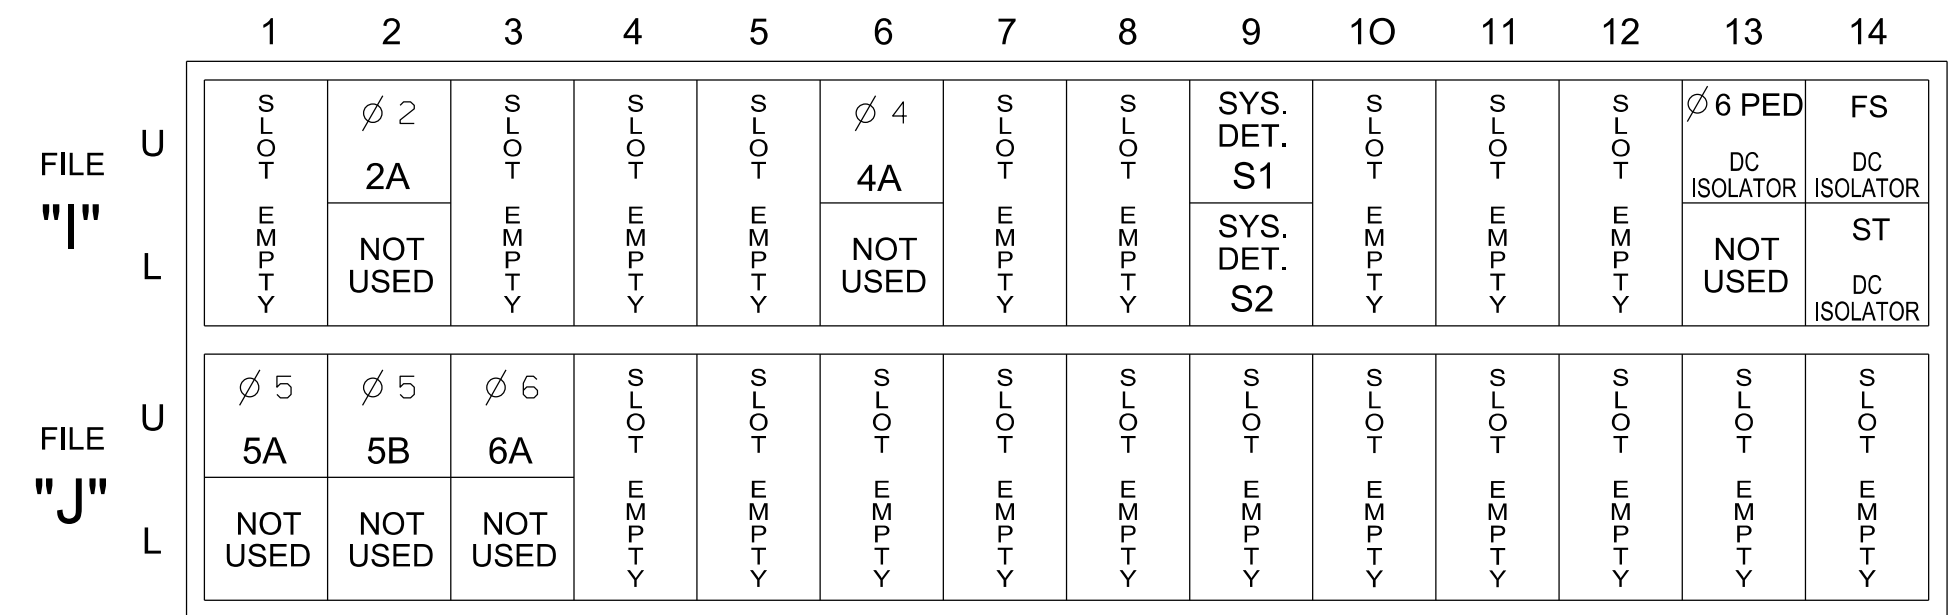 1 2 3 4 5 6 7 8 9 10 11 12 13 14
FILE "I"
U
L
SLOT EMPTY
Ø 2
2A
NOT USED
SLOT EMPTY
SLOT EMPTY
SLOT EMPTY
Ø 4
4A
NOT USED
SLOT EMPTY
SLOT EMPTY
SYS. DET. S1
SYS. DET. S2
SLOT EMPTY
SLOT EMPTY
SLOT EMPTY
Ø 6 PED
DC ISOLATOR
NOT USED
FS
DC ISOLATOR
ST
DC ISOLATOR
FILE "J"
U
L
Ø 5
5A
NOT USED
Ø 5
5B
NOT USED
Ø 6
6A
NOT USED
SLOT EMPTY
SLOT EMPTY
SLOT EMPTY
SLOT EMPTY
SLOT EMPTY
SLOT EMPTY
SLOT EMPTY
SLOT EMPTY
SLOT EMPTY
SLOT EMPTY
SLOT EMPTY